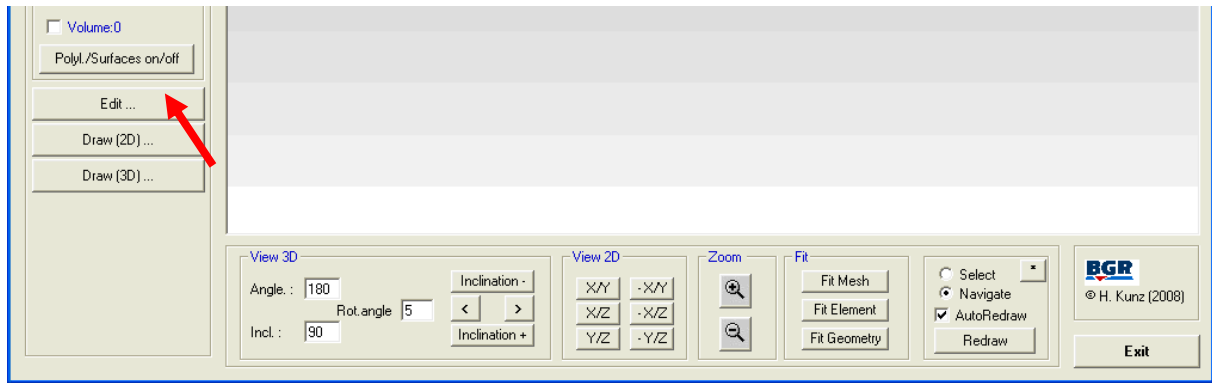 Volume:0
Polyl./Surfaces on/off
Edit ...
Draw (2D) ...
Draw (3D) ...
View 3D
Angle. : 180
Rot.angle 5
Incl. : 90
Inclination -
< >
Inclination +
View 2D
X/Y -X/Y
X/Z -X/Z
Y/Z -Y/Z
Zoom
Fit
Fit Mesh
Fit Element
Fit Geometry
Select *
Navigate
AutoRedraw
Redraw
BGR
© H. Kunz (2008)
Exit